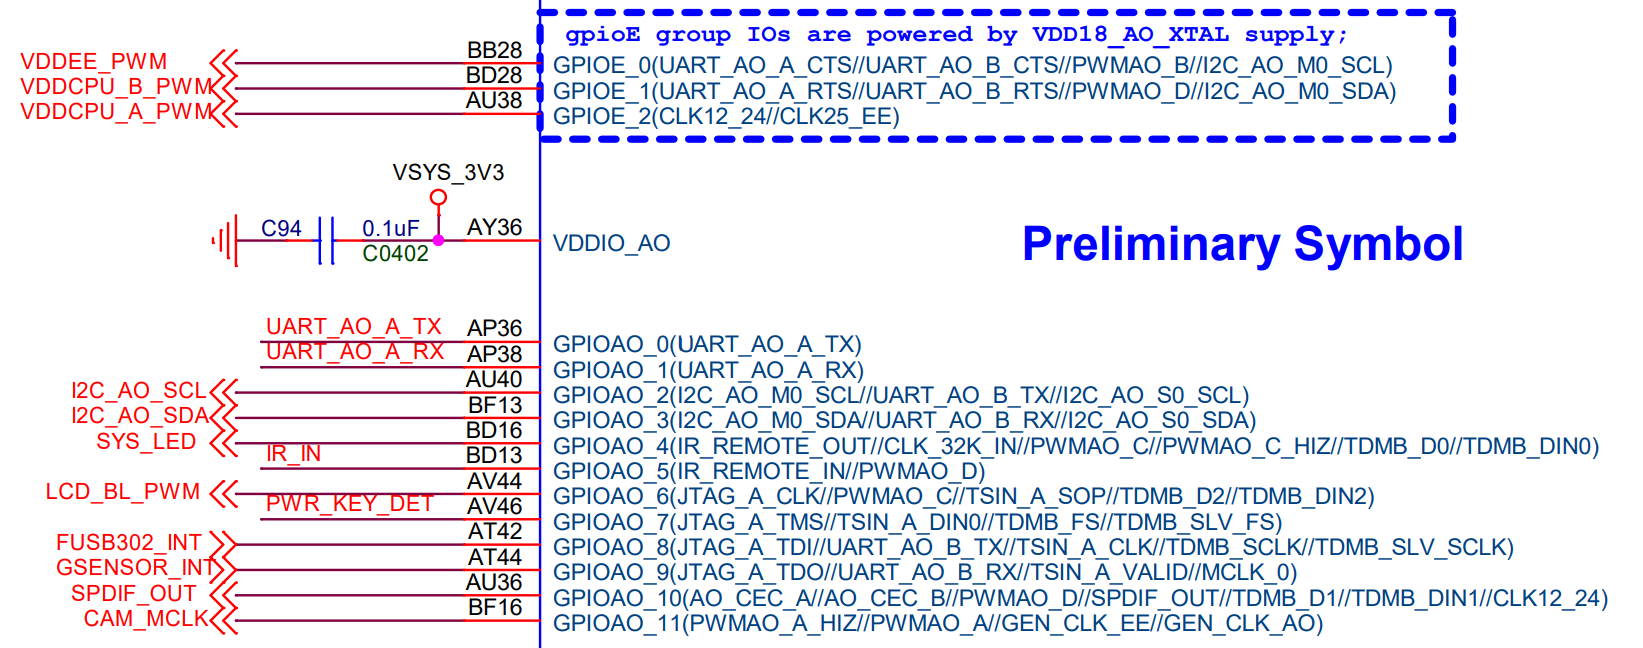 gpioE group IOs are powered by VDD18_AO_XTAL supply;
VDDEE_PWM BB28 GPIOE_0(UART_AO_A_CTS//UART_AO_B_CTS//PWMAO_B//I2C_AO_M0_SCL)
VDDCPU_B_PWM BD28 GPIOE_1(UART_AO_A_RTS//UART_AO_B_RTS//PWMAO_D//I2C_AO_M0_SDA)
VDDCPU_A_PWM AU38 GPIOE_2(CLK12_24//CLK25_EE)
VSYS_3V3
C94 0.1uF AY36 VDDIO_AO
C0402
Preliminary Symbol
UART_AO_A_TX AP36 GPIOAO_0(UART_AO_A_TX)
UART_AO_A_RX AP38 GPIOAO_1(UART_AO_A_RX)
I2C_AO_SCL AU40 GPIOAO_2(I2C_AO_M0_SCL//UART_AO_B_TX//I2C_AO_S0_SCL)
I2C_AO_SDA BF13 GPIOAO_3(I2C_AO_M0_SDA//UART_AO_B_RX//I2C_AO_S0_SDA)
SYS_LED BD16 GPIOAO_4(IR_REMOTE_OUT//CLK_32K_IN//PWMAO_C//PWMAO_C_HIZ//TDMB_D0//TDMB_DIN0)
IR_IN BD13 GPIOAO_5(IR_REMOTE_IN//PWMAO_D)
LCD_BL_PWM AV44 GPIOAO_6(JTAG_A_CLK//PWMAO_C//TSIN_A_SOP//TDMB_D2//TDMB_DIN2)
PWR_KEY_DET AV46 GPIOAO_7(JTAG_A_TMS//TSIN_A_DIN0//TDMB_FS//TDMB_SLV_FS)
FUSB302_INT AT42 GPIOAO_8(JTAG_A_TDI//UART_AO_B_TX//TSIN_A_CLK//TDMB_SCLK//TDMB_SLV_SCLK)
GSENSOR_INT AT44 GPIOAO_9(JTAG_A_TDO//UART_AO_B_RX//TSIN_A_VALID//MCLK_0)
SPDIF_OUT AU36 GPIOAO_10(AO_CEC_A//AO_CEC_B//PWMAO_D//SPDIF_OUT//TDMB_D1//TDMB_DIN1//CLK12_24)
CAM_MCLK BF16 GPIOAO_11(PWMAO_A_HIZ//PWMAO_A//GEN_CLK_EE//GEN_CLK_AO)